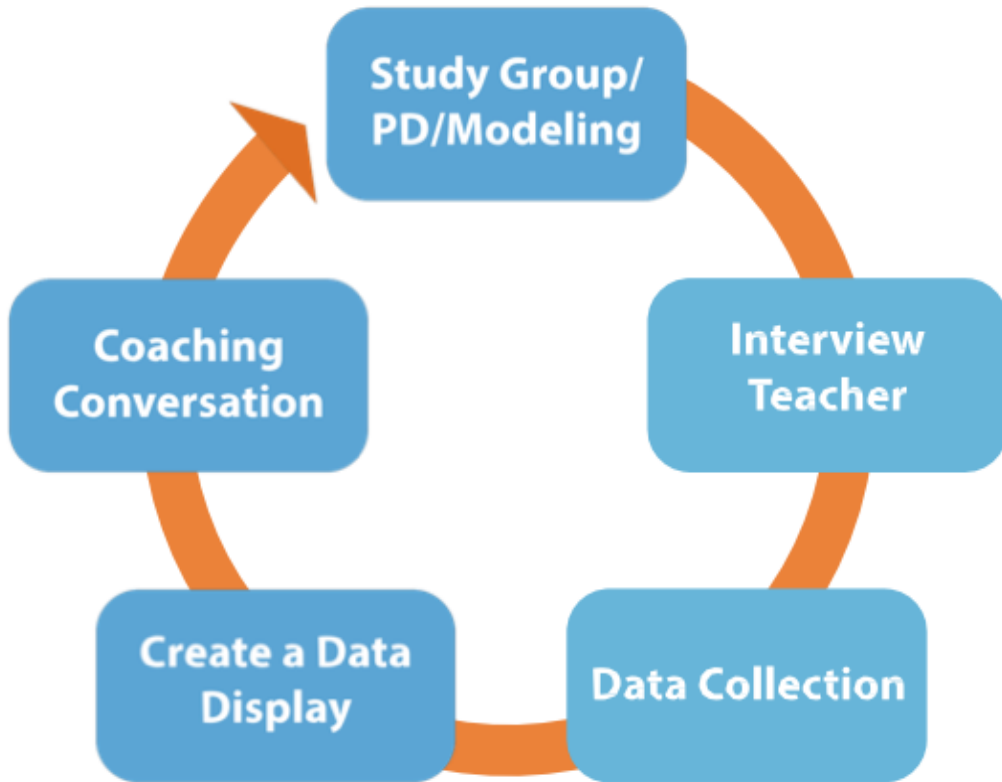 Study Group/
PD/Modeling
Interview
Teacher
Data Collection
Create a Data
Display
Coaching
Conversation